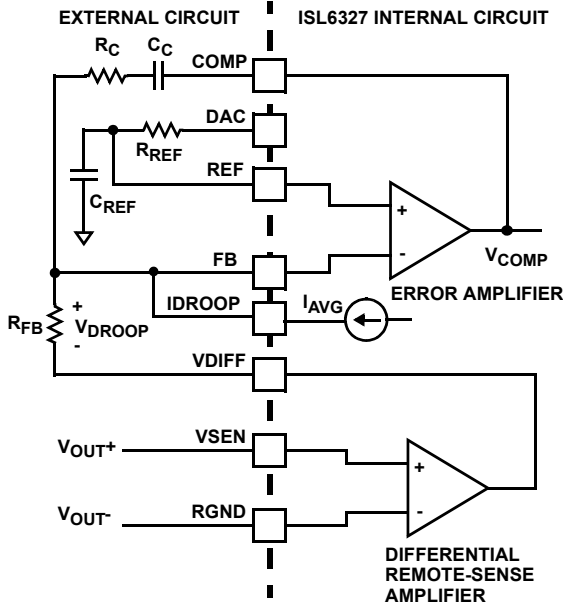 EXTERNAL CIRCUIT
ISL6327 INTERNAL CIRCUIT
RC
CC
COMP
DAC
RREF
REF
CREF
+
-
VCOMP
FB
ERROR AMPLIFIER
IDROOP
IAVG
RFB
+
VDROOP
-
VDIFF
VSEN
VOUT+
+
-
RGND
VOUT-
DIFFERENTIAL
REMOTE-SENSE
AMPLIFIER